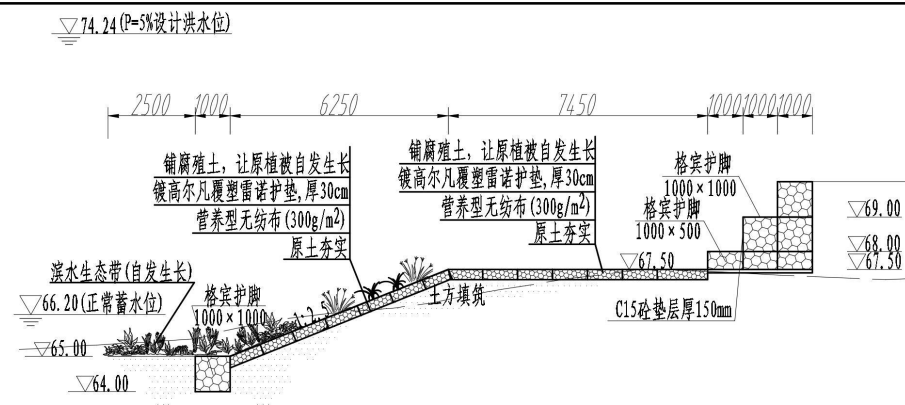 74.24(P=5%设计洪水位)
2500 1000 6250 7450 1000 1000 1000
铺腐殖土，让原植被自发生长
镀高尔凡覆塑雷诺护垫,厚30cm
营养型无纺布(300g/m²)
原土夯实
铺腐殖土，让原植被自发生长
镀高尔凡覆塑雷诺护垫,厚30cm
营养型无纺布(300g/m²)
原土夯实
格宾护脚
1000×1000
格宾护脚
1000×500
69.00
68.00
67.50
67.50
滨水生态带(自发生长)
66.20(正常蓄水位)
格宾护脚
1000×1000
土方填筑
C15砼垫层厚150mm
65.00
64.00